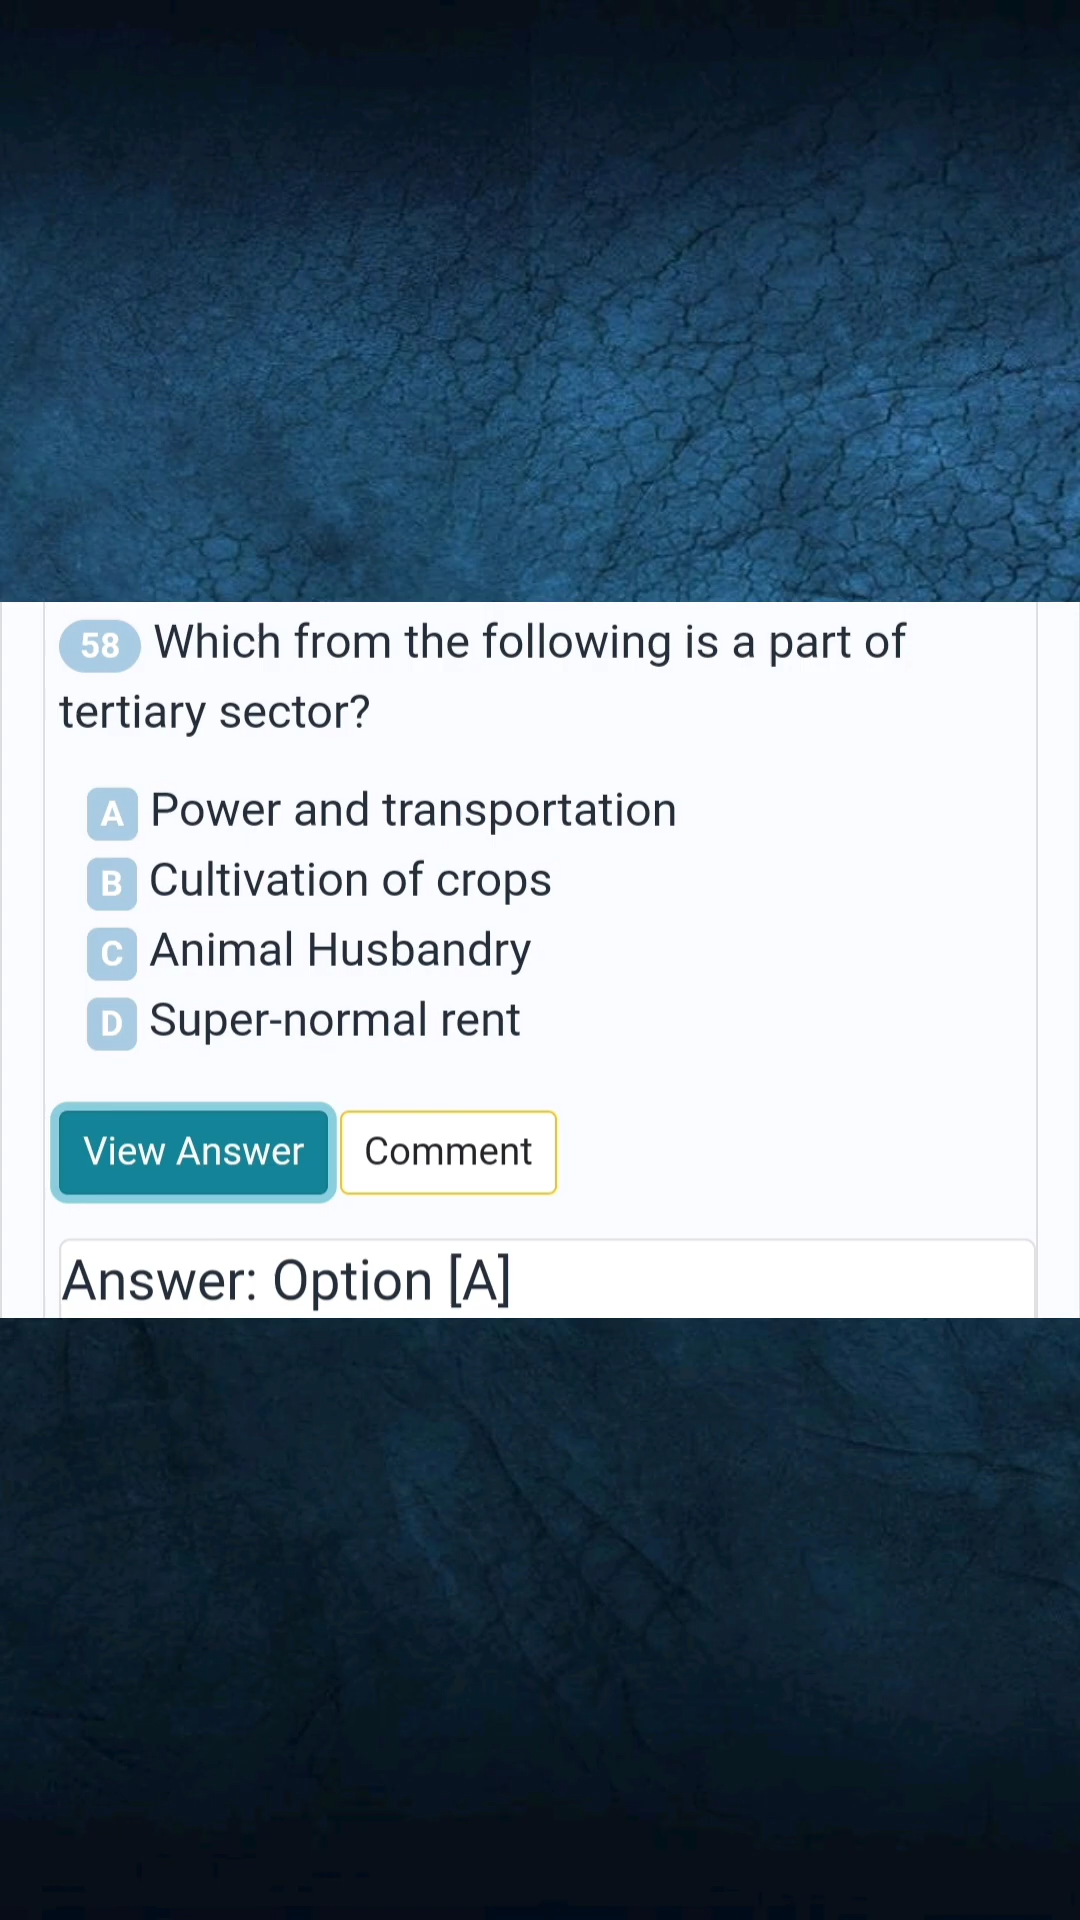 58 Which from the following is a part of
tertiary sector?
A Power and transportation
B Cultivation of crops
C Animal Husbandry
D Super-normal rent
View Answer Comment
Answer: Option [A]